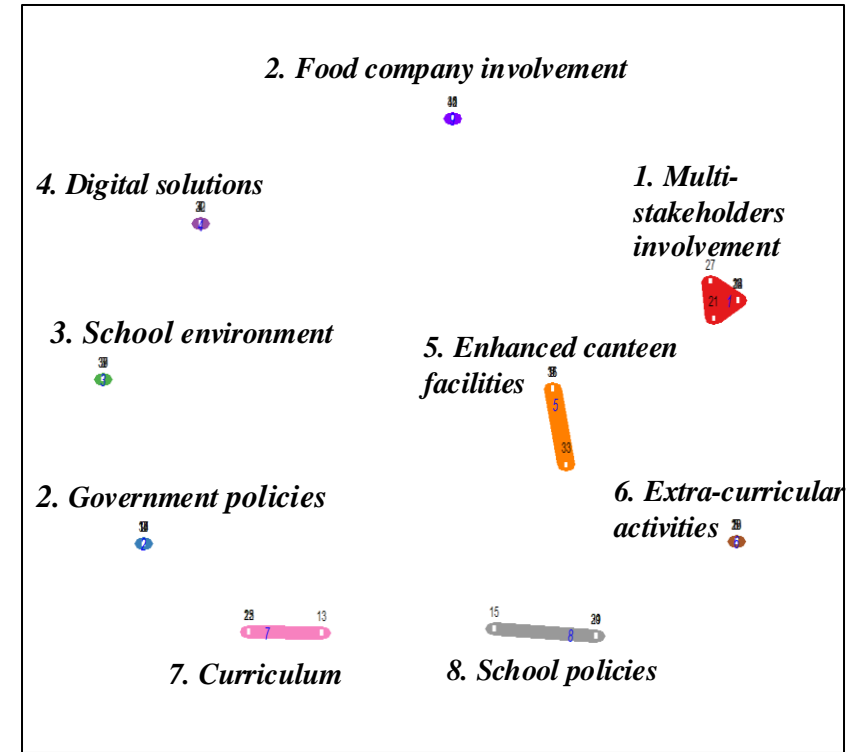 2. Food company involvement
4. Digital solutions
1. Multi-
stakeholders
involvement
27
21
1
3. School environment
5. Enhanced canteen
facilities
5
33
2. Government policies
6. Extra-curricular
activities
13
7
15
8
7. Curriculum
8. School policies